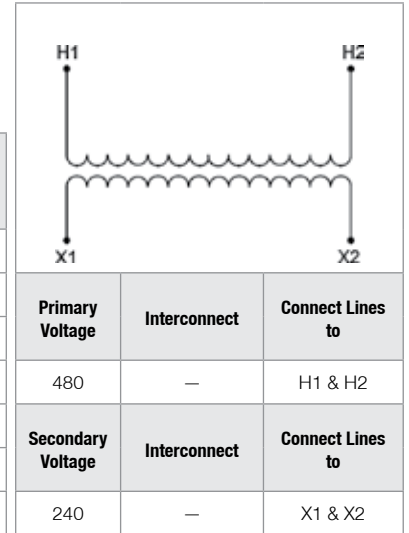 H1 H2
X1 X2
Primary Voltage Interconnect Connect Lines to
480 — H1 & H2
Secondary Voltage Interconnect Connect Lines to
240 — X1 & X2